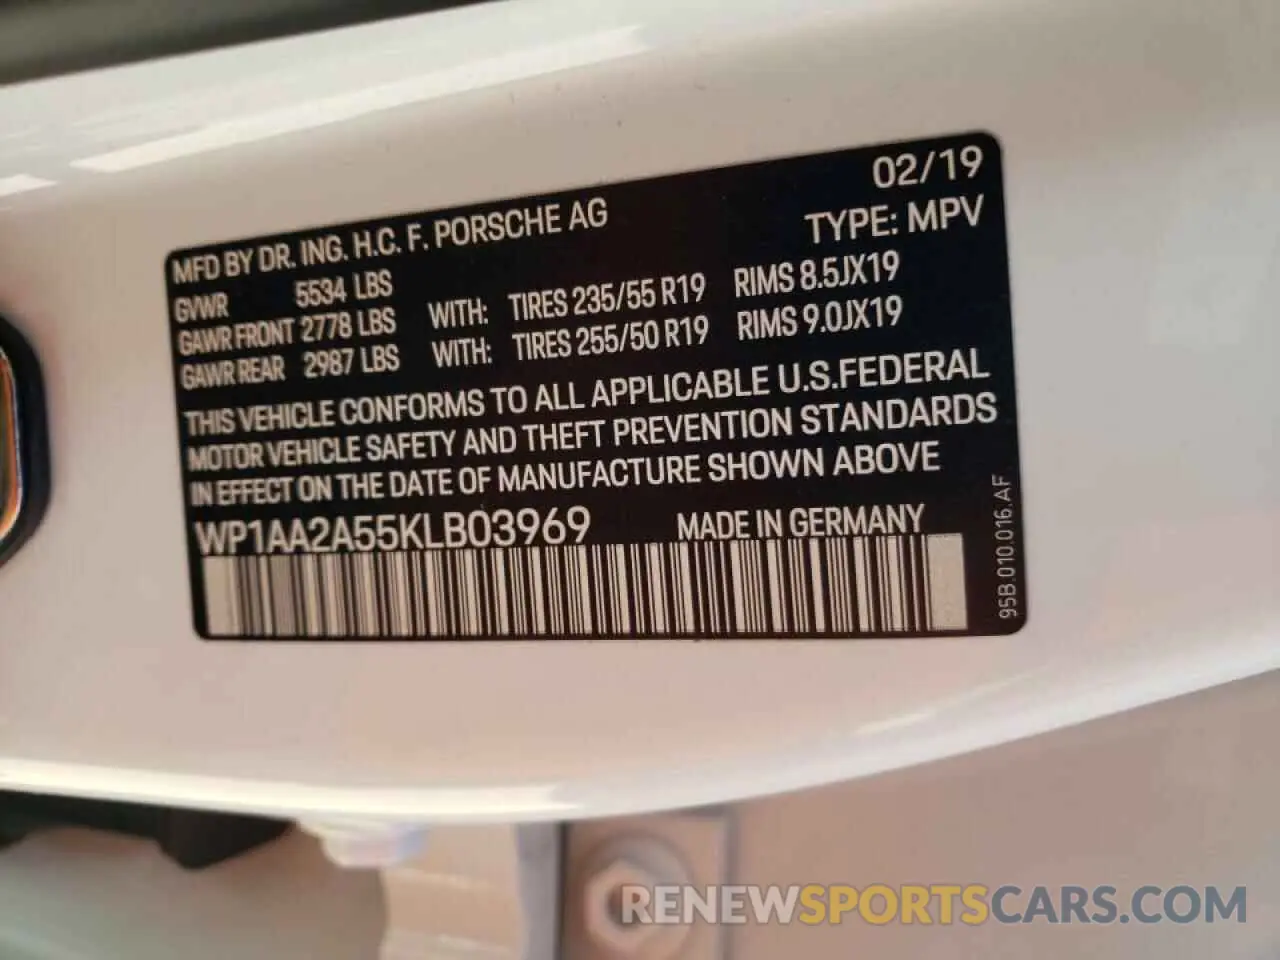 02/19
MFD BY DR. ING. H.C. F. PORSCHE AG TYPE: MPV
GVWR 5534 LBS
GAWR FRONT 2778 LBS WITH: TIRES 235/55 R19 RIMS 8.5JX19
GAWR REAR 2987 LBS WITH: TIRES 255/50 R19 RIMS 9.0JX19
THIS VEHICLE CONFORMS TO ALL APPLICABLE U.S.FEDERAL
MOTOR VEHICLE SAFETY AND THEFT PREVENTION STANDARDS
IN EFFECT ON THE DATE OF MANUFACTURE SHOWN ABOVE
WP1AA2A55KLB03969 MADE IN GERMANY
95B.010.016.AF
RENEWSPORTSCARS.COM